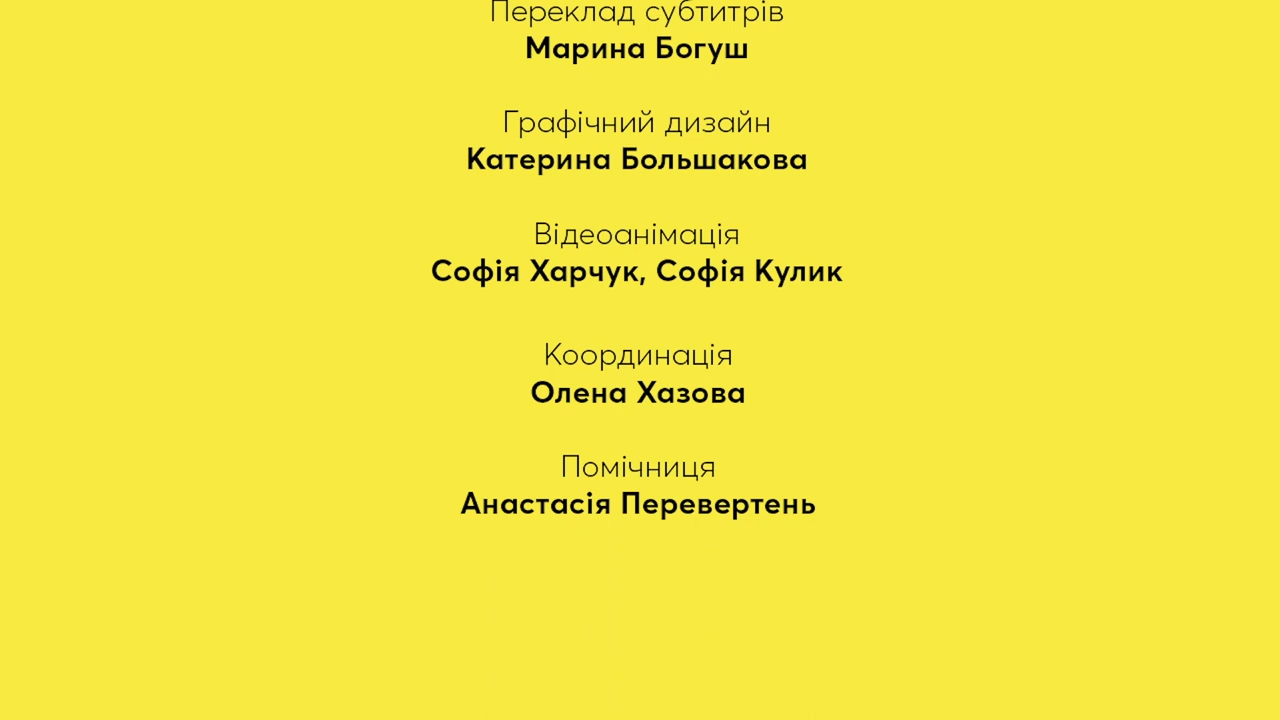 Переклад субтитрів
Марина Богуш
Графічний дизайн
Катерина Большакова
Відеоанімація
Софія Харчук, Софія Кулик
Координація
Олена Хазова
Помічниця
Анастасія Перевертень